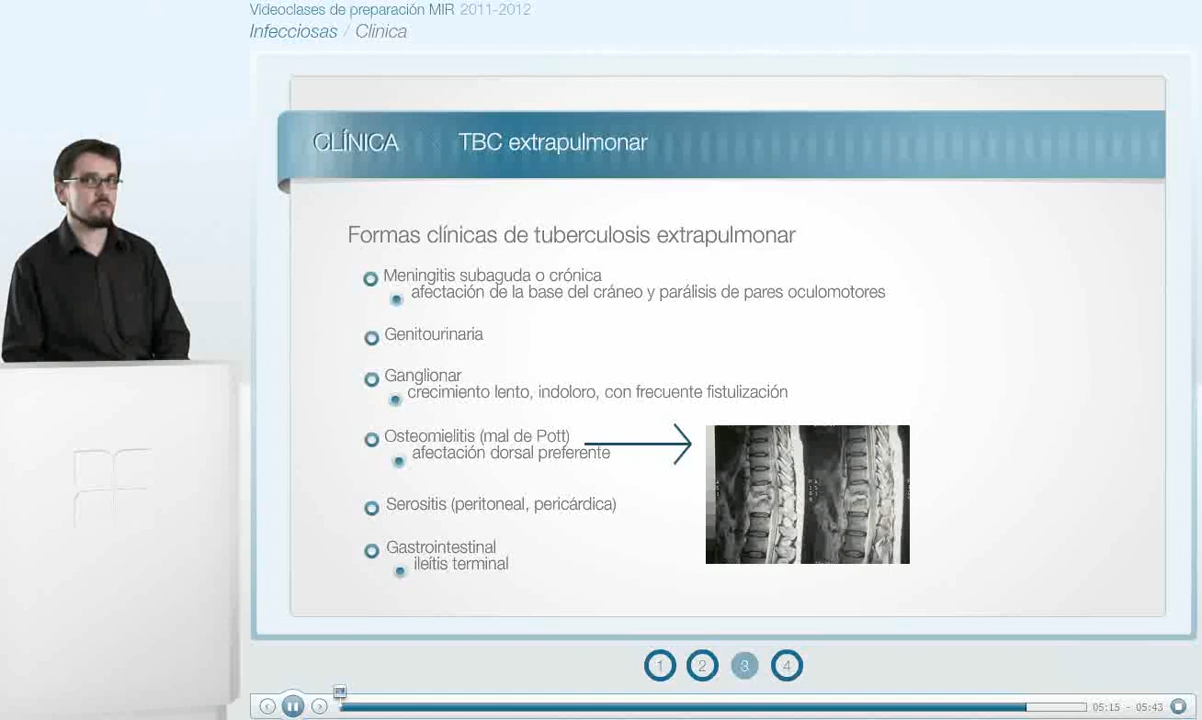 Videoclases de preparación MIR 2011-2012
Infecciosas / Clinica
CLÍNICA TBC extrapulmonar
Formas clínicas de tuberculosis extrapulmonar
Meningitis subaguda o crónica
afectación de la base del cráneo y parálisis de pares oculomotores
Genitourinaria
Ganglionar
crecimiento lento, indoloro, con frecuente fistulización
Osteomielitis (mal de Pott)
afectación dorsal preferente
Serositis (peritoneal, pericárdica)
Gastrointestinal
ileítis terminal
1 2 3 4
05:15 - 05:43